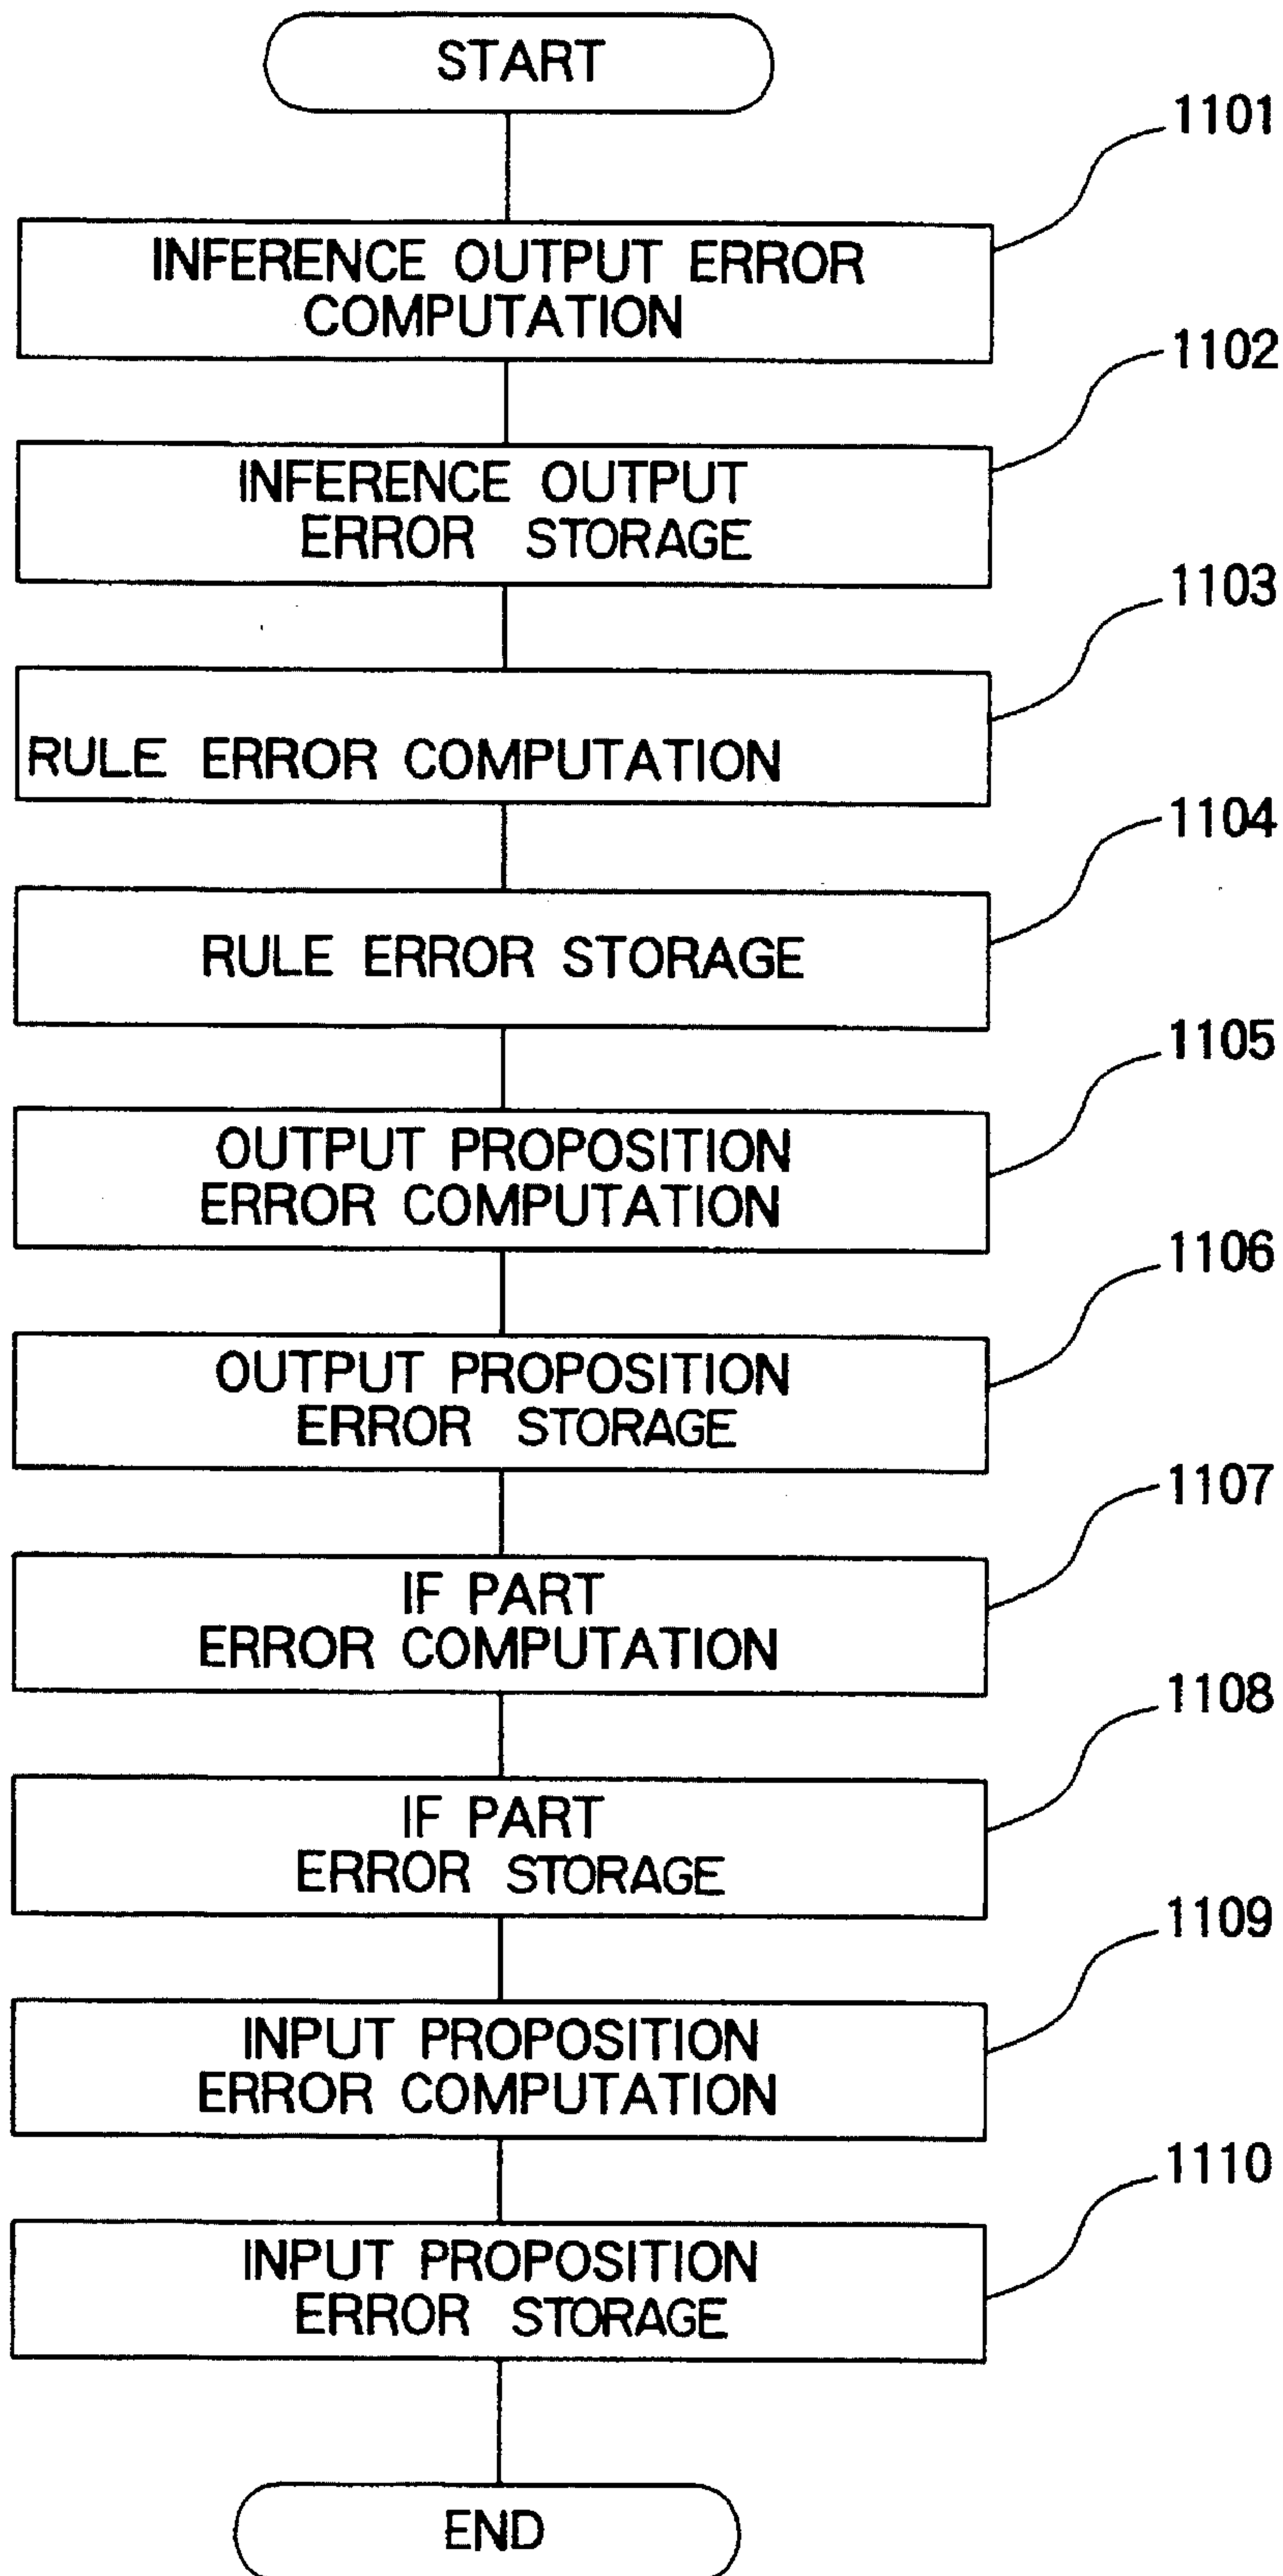 START
1101
INFERENCE OUTPUT ERROR
COMPUTATION
1102
INFERENCE OUTPUT
ERROR STORAGE
1103
RULE ERROR COMPUTATION
1104
RULE ERROR STORAGE
1105
OUTPUT PROPOSITION
ERROR COMPUTATION
1106
OUTPUT PROPOSITION
ERROR STORAGE
1107
IF PART
ERROR COMPUTATION
1108
IF PART
ERROR STORAGE
1109
INPUT PROPOSITION
ERROR COMPUTATION
1110
INPUT PROPOSITION
ERROR STORAGE
END